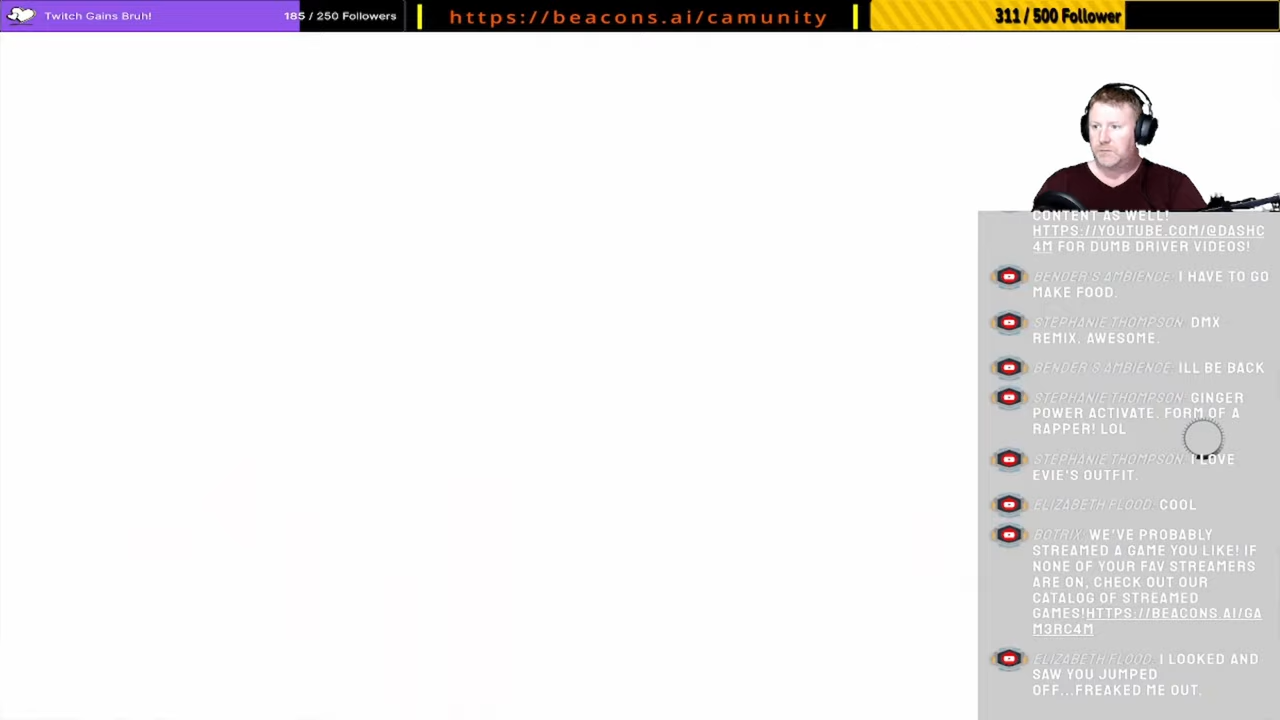 Twitch Gains Bruh!
185 / 250 Followers
https://beacons.ai/camunity
311 / 500 Follower
CONTENT AS WELL!
HTTPS://YOUTUBE.COM/@DASHC
4M FOR DUMB DRIVER VIDEOS!
BENDER'S AMBIENCE: I HAVE TO GO
MAKE FOOD.
STEPHANIE THOMPSON: DMX
REMIX. AWESOME.
BENDER'S AMBIENCE: ILL BE BACK
STEPHANIE THOMPSON: GINGER
POWER ACTIVATE. FORM OF A
RAPPER! LOL
STEPHANIE THOMPSON: I LOVE
EVIE'S OUTFIT.
ELIZABETH FLOOD: COOL
BOTRIX: WE'VE PROBABLY
STREAMED A GAME YOU LIKE! IF
NONE OF YOUR FAV STREAMERS
ARE ON, CHECK OUT OUR
CATALOG OF STREAMED
GAMES!HTTPS://BEACONS.AI/GA
M3RC4M
ELIZABETH FLOOD: I LOOKED AND
SAW YOU JUMPED
OFF...FREAKED ME OUT.